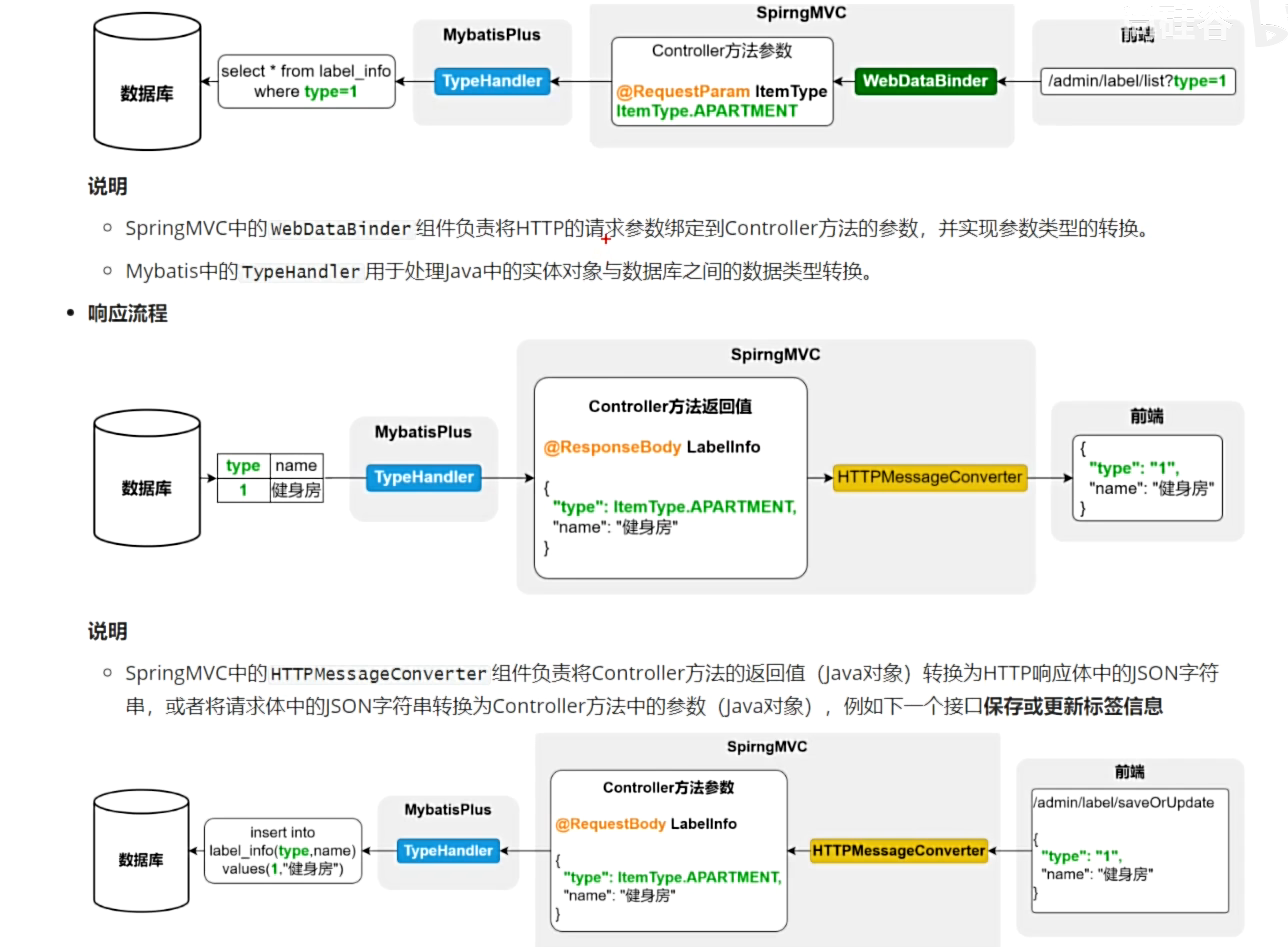 SpirngMVC
尚硅谷
MybatisPlus
前端
Controller方法参数
select * from label_info
where type=1
数据库
TypeHandler
@RequestParam ItemType
ItemType.APARTMENT
WebDataBinder
/admin/label/list?type=1
说明
SpringMVC中的WebDataBinder组件负责将HTTP的请求参数绑定到Controller方法的参数，并实现参数类型的转换。
Mybatis中的TypeHandler用于处理Java中的实体对象与数据库之间的数据类型转换。
响应流程
SpirngMVC
Controller方法返回值
前端
MybatisPlus
@ResponseBody LabelInfo
数据库
type name
1 健身房
TypeHandler
{
"type": ItemType.APARTMENT,
"name": "健身房"
}
HTTPMessageConverter
{
"type": "1",
"name": "健身房"
}
说明
SpringMVC中的HTTPMessageConverter组件负责将Controller方法的返回值（Java对象）转换为HTTP响应体中的JSON字符
串，或者将请求体中的JSON字符串转换为Controller方法中的参数（Java对象），例如下一个接口保存或更新标签信息
SpirngMVC
前端
Controller方法参数
/admin/label/saveOrUpdate
MybatisPlus
@RequestBody LabelInfo
数据库
insert into
label_info(type,name)
values(1,"健身房")
TypeHandler
{
"type": ItemType.APARTMENT,
"name": "健身房"
}
HTTPMessageConverter
{
"type": "1",
"name": "健身房"
}